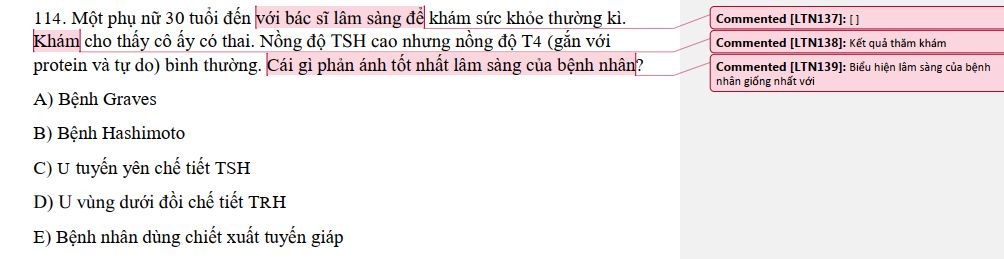 114. Một phụ nữ 30 tuổi đến với bác sĩ lâm sàng để khám sức khỏe thường kì.
Khám cho thấy cô ấy có thai. Nồng độ TSH cao nhưng nồng độ T4 (gắn với
protein và tự do) bình thường. Cái gì phản ánh tốt nhất lâm sàng của bệnh nhân?
A) Bệnh Graves
B) Bệnh Hashimoto
C) U tuyến yên chế tiết TSH
D) U vùng dưới đồi chế tiết TRH
E) Bệnh nhân dùng chiết xuất tuyến giáp
Commented [LTN137]: [ ]
Commented [LTN138]: Kết quả thăm khám
Commented [LTN139]: Biểu hiện lâm sàng của bệnh
nhân giống nhất với